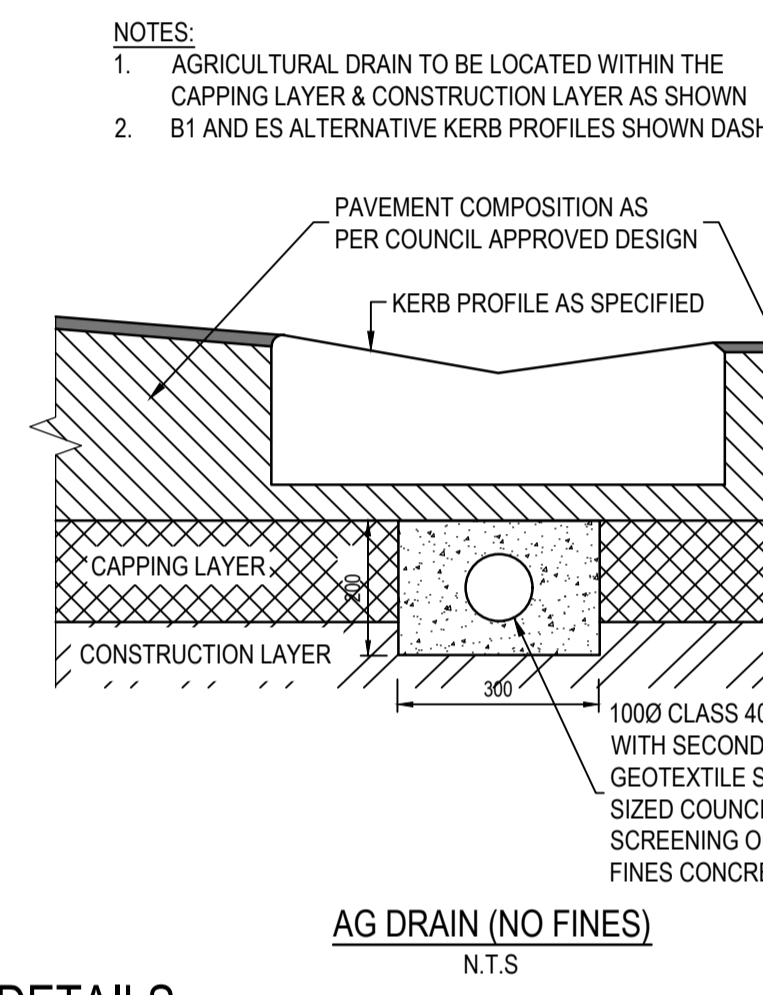 NOTES:
1. AGRICULTURAL DRAIN TO BE LOCATED WITHIN THE
CAPPING LAYER & CONSTRUCTION LAYER AS SHOWN
2. B1 AND ES ALTERNATIVE KERB PROFILES SHOWN
PAVEMENT COMPOSITION AS
PER COUNCIL APPROVED DESIGN
KERB PROFILE AS SPECIFIED
CAPPING LAYER
200
CONSTRUCTION LAYER
300
100Ø CLASS
WITH SECOND
GEOTEXTILE
SIZED
SCREENING
FINES
AG DRAIN (NO FINES)
N.T.S